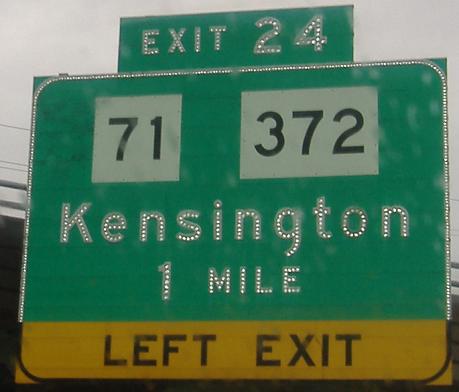 EXIT 24
71 372
Kensington
1 MILE
LEFT EXIT